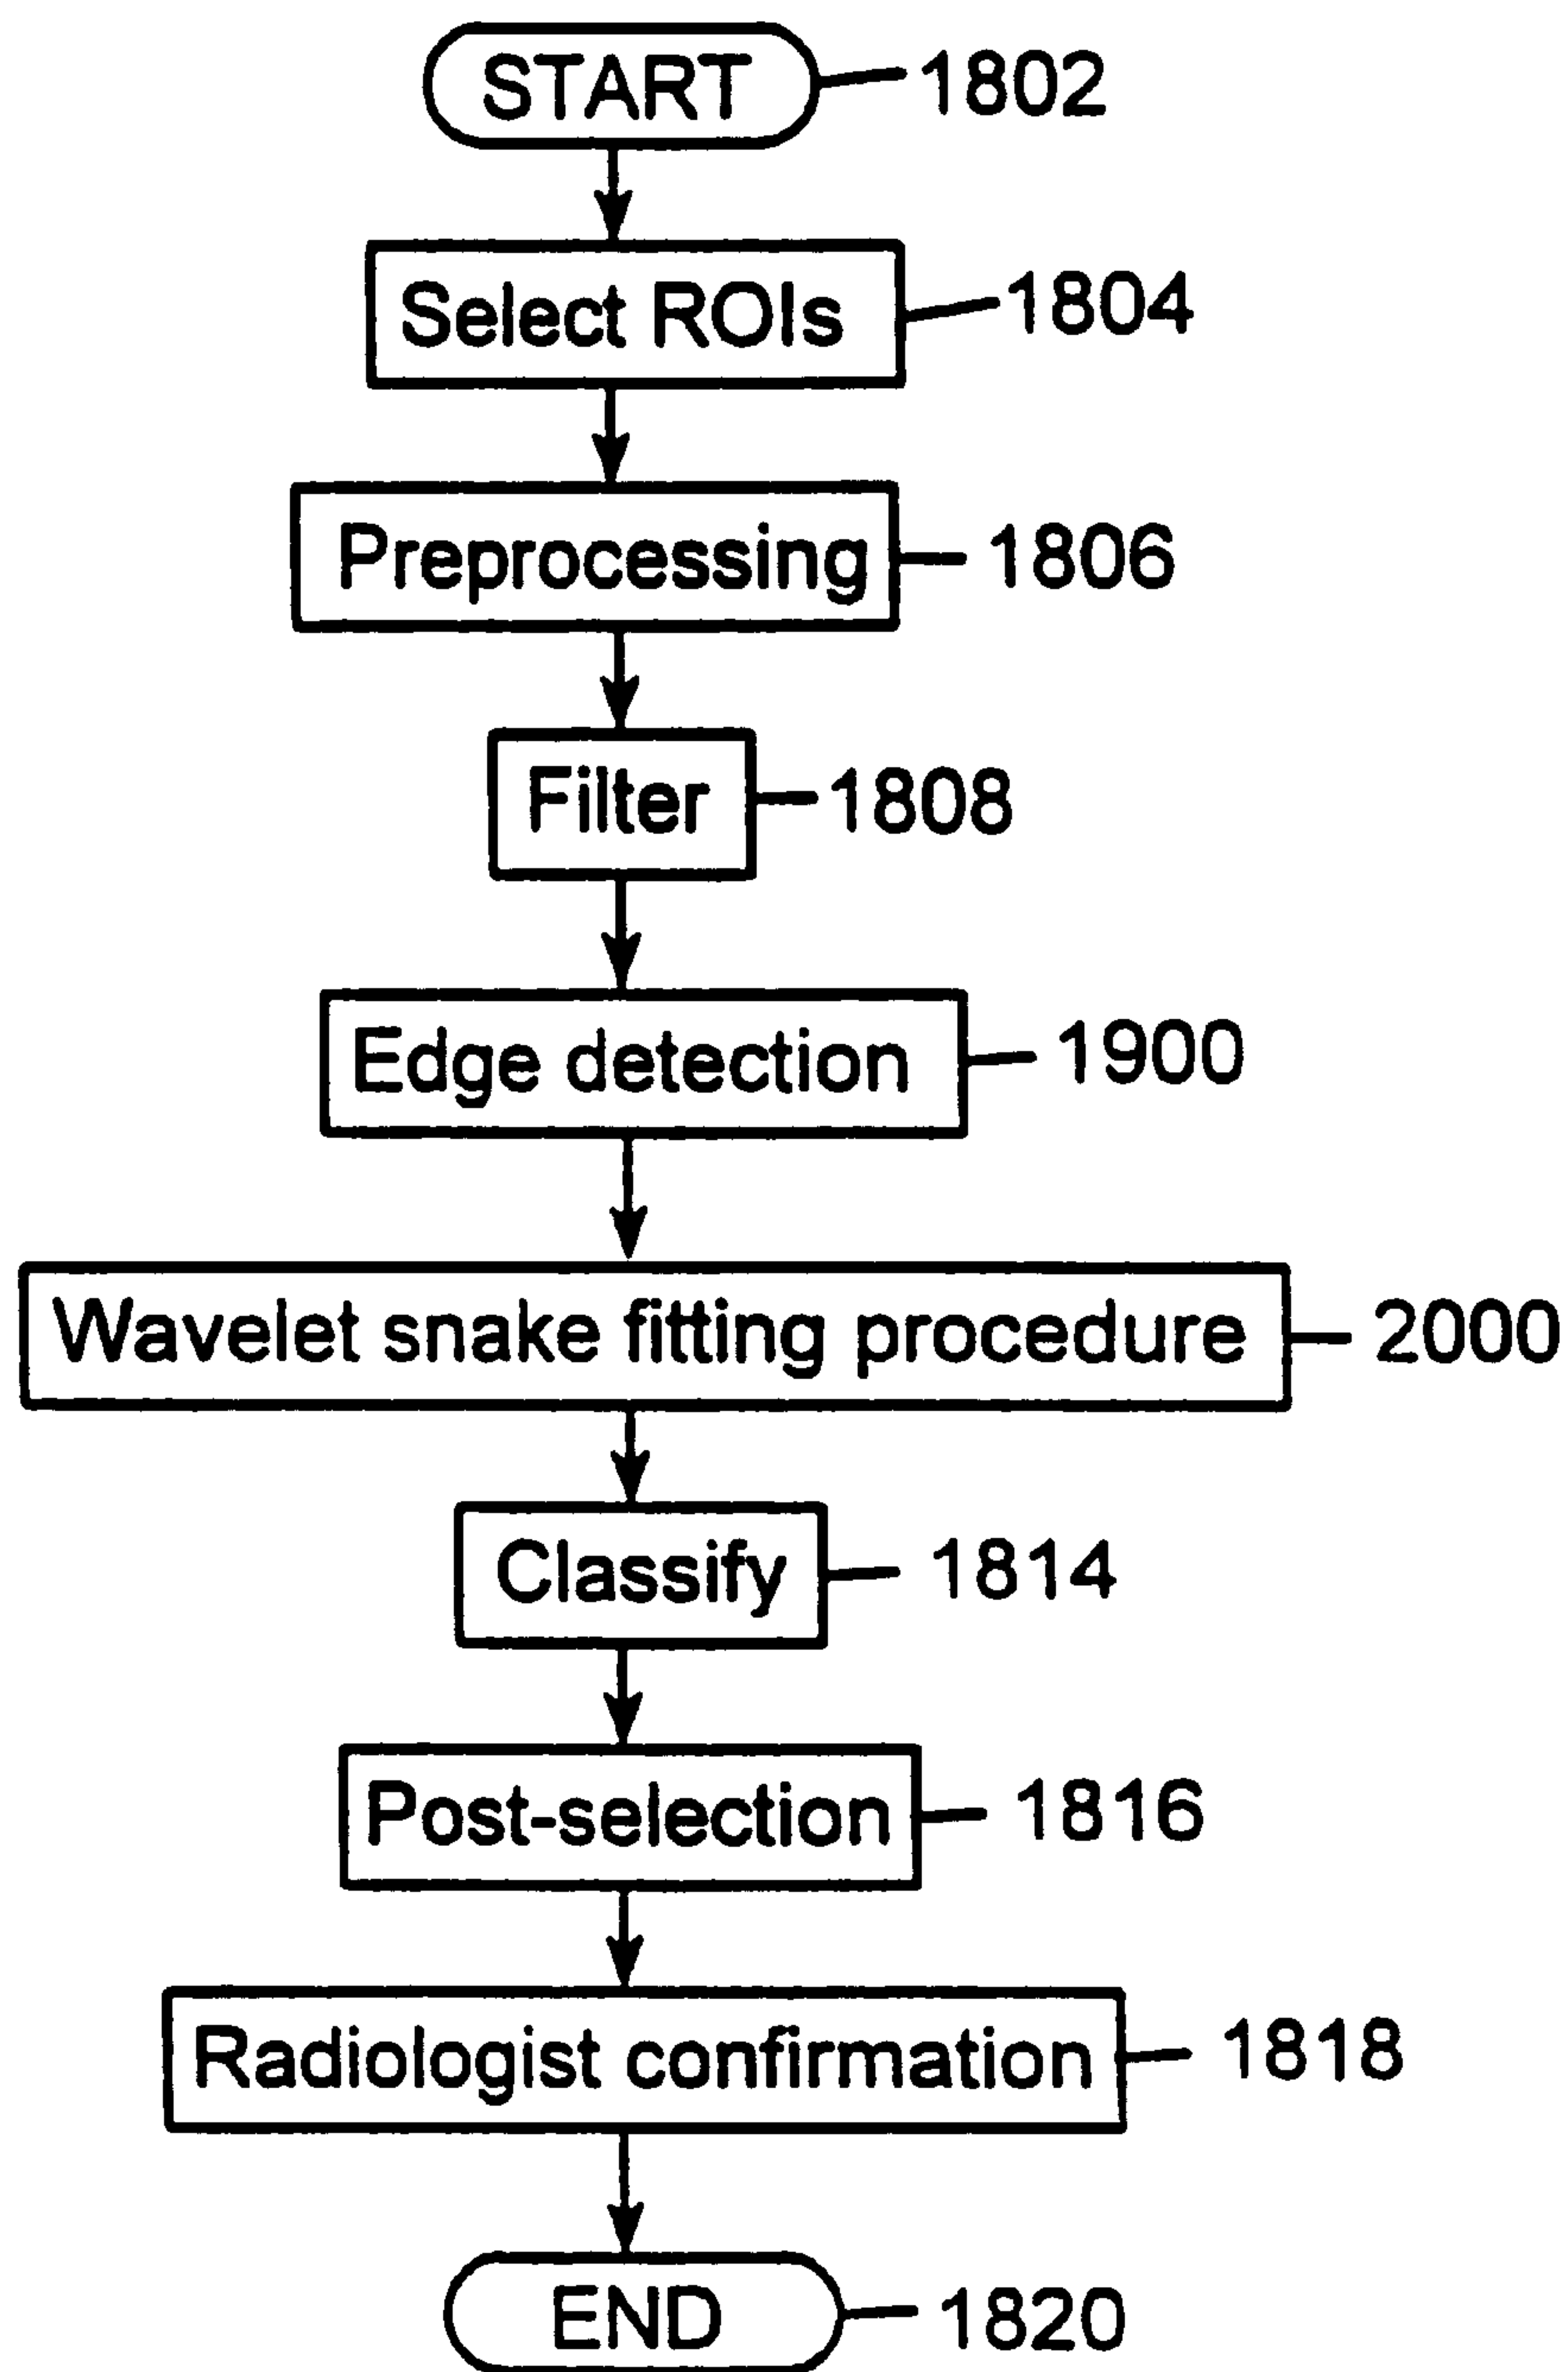 START 1802
Select ROIs 1804
Preprocessing 1806
Filter 1808
Edge detection 1900
Wavelet snake fitting procedure 2000
Classify 1814
Post-selection 1816
Radiologist confirmation 1818
END 1820